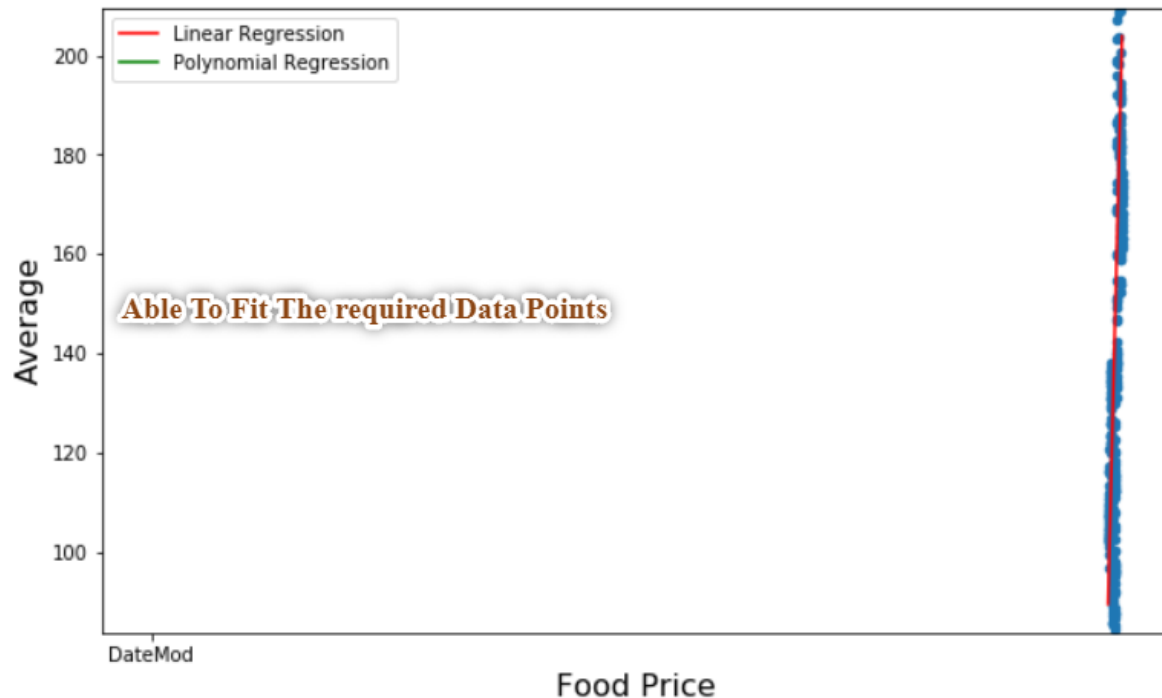 Linear Regression
Polynomial Regression
200
180
160
140
120
100
Average
Able To Fit The required Data Points
DateMod
Food Price